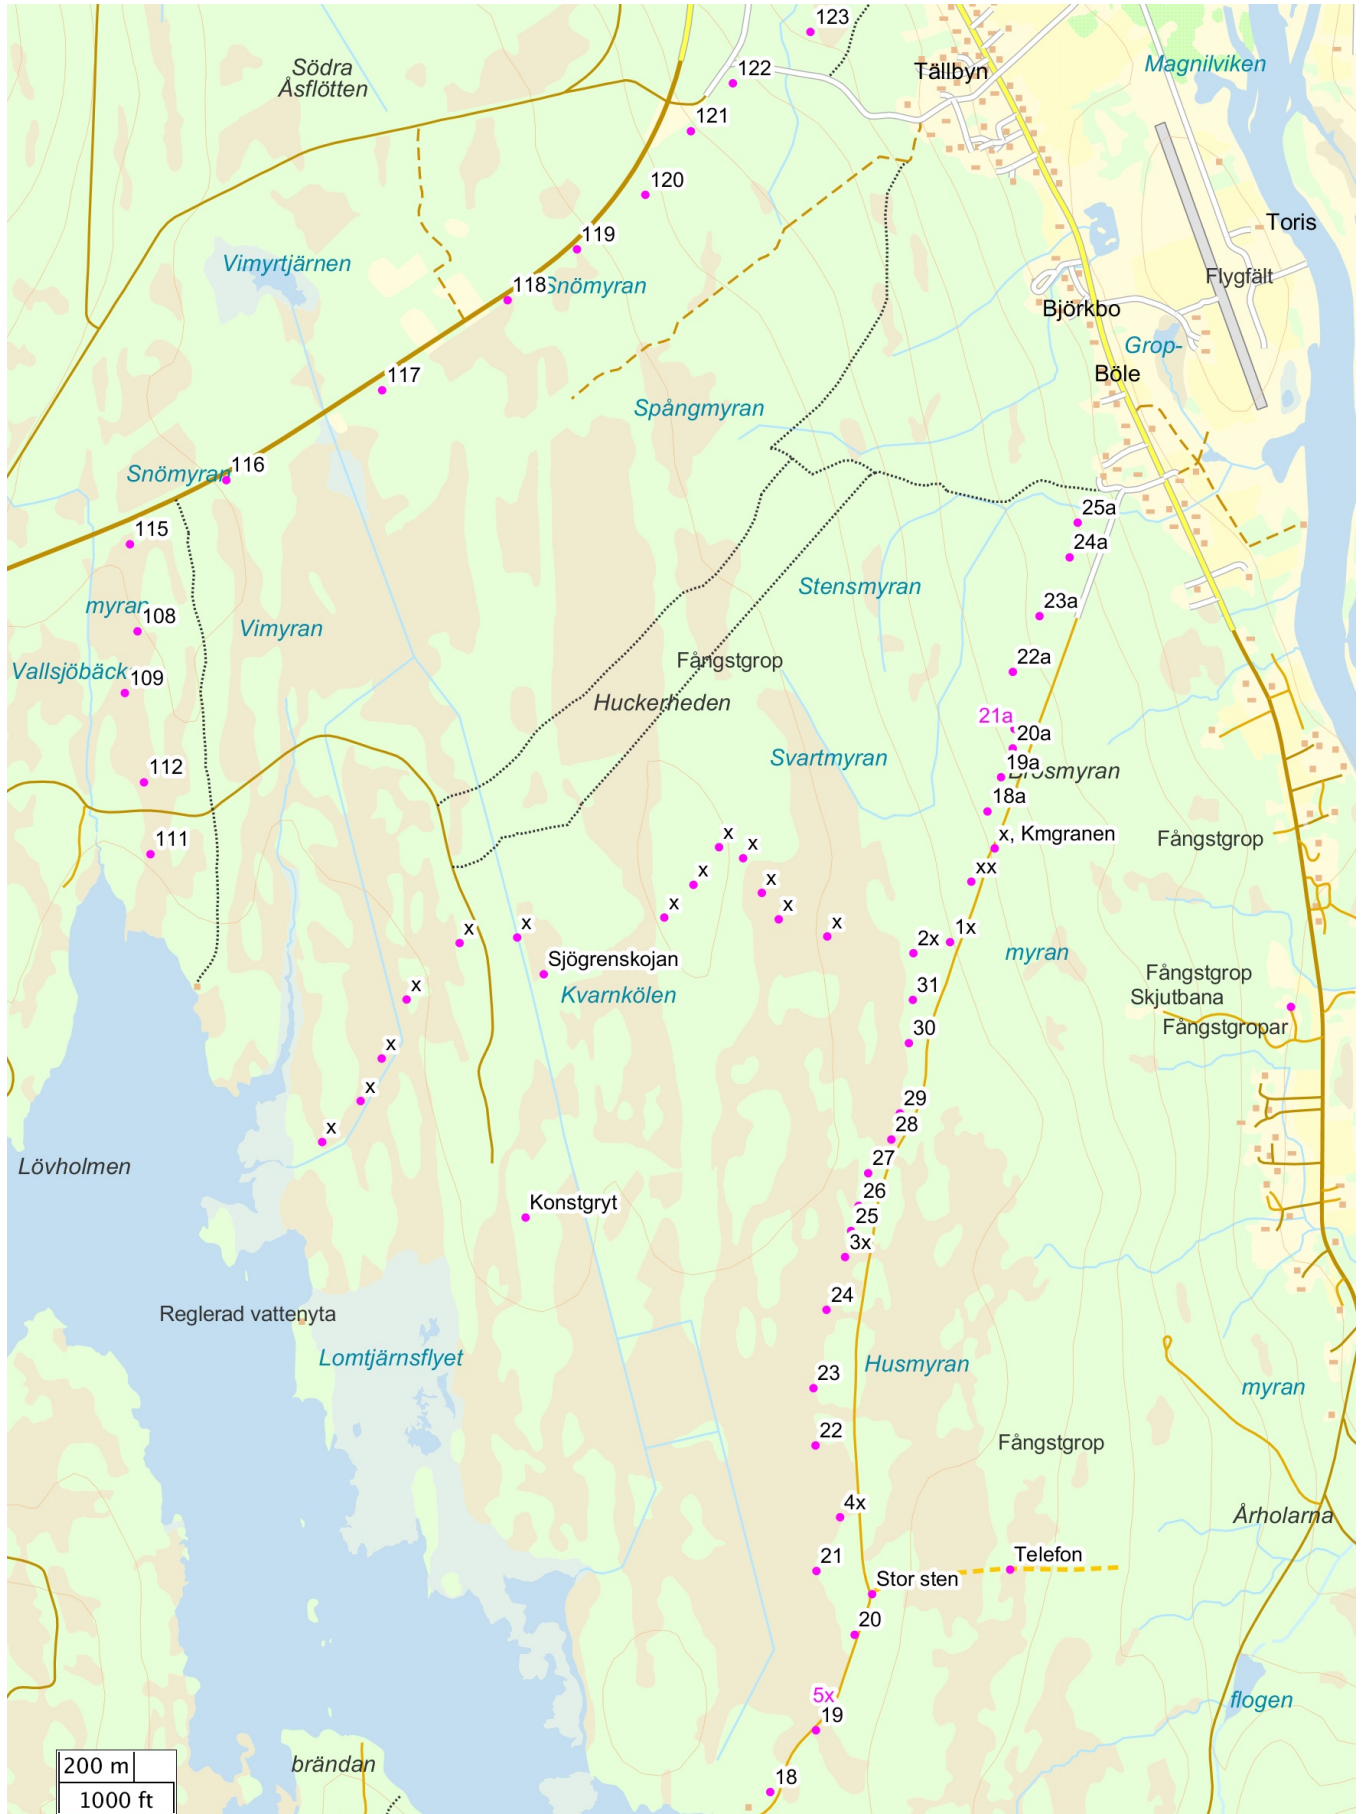 123
Södra
Åsflötten
Magnilviken
122
Tällbyn
121
120
Toris
119
Vimyrtjärnen
Flygfält
118
Snömyran
Björkbo
Grop-
Böle
117
Spångmyran
116
Snömyran
25a
115
24a
Stensmyran
23a
myran
108
Vimyran
22a
Fångstgrop
Vallsjöbäck
109
Huckerheden
21a
20a
Svartmyran
19a
Brosmyran
112
18a
x
x, Kmgranen
Fångstgrop
111
x
xx
x
x
x
x
x
x
x
1x
2x
myran
Sjögrenskojan
Fångstgrop
x
Kvarnkölen
31
Skjutbana
Fångstgropar
30
x
x
29
x
28
Lövholmen
27
26
Konstgryt
25
3x
24
Reglerad vattenyta
Lomtjärnsflyet
Husmyran
23
myran
22
Fångstgrop
4x
Årholarna
21
Telefon
Stor sten
20
5x
flogen
19
brändan
200 m
18
1000 ft